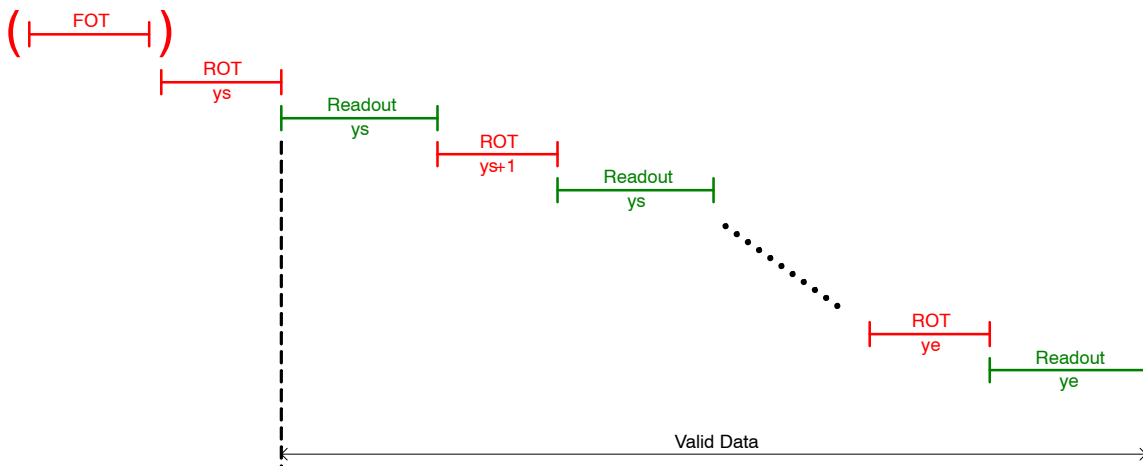 ( FOT )
ROT
ys
Readout
ys
ROT
ys+1
Readout
ys
ROT
ye
Readout
ye
Valid Data